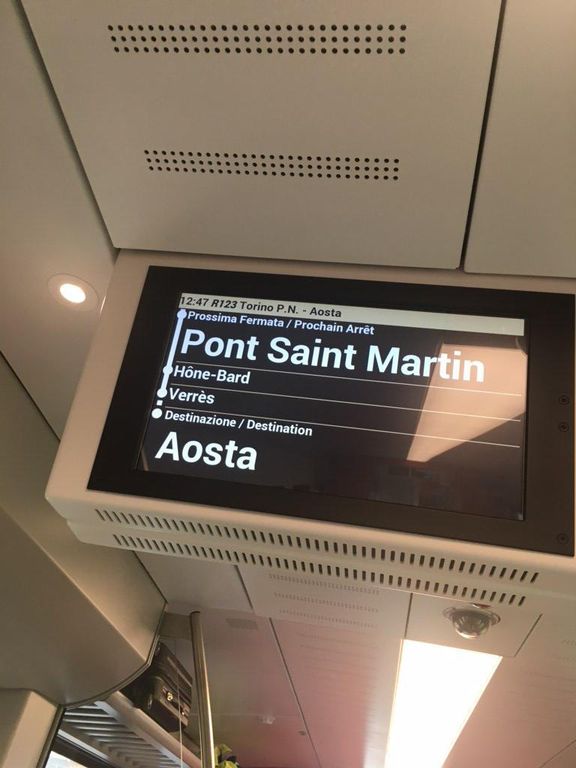 12:47 R123 Torino P.N. - Aosta
Prossima Fermata / Prochain Arrêt
Pont Saint Martin
Hône-Bard
Verrès
Destinazione / Destination
Aosta